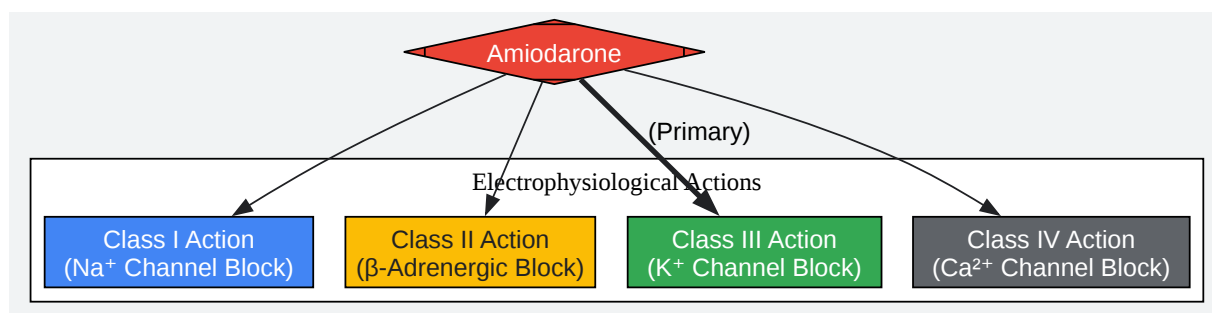 Amiodarone
(Primary)
Electrophysiological Actions
Class I Action
(Na⁺ Channel Block)
Class II Action
(β-Adrenergic Block)
Class III Action
(K⁺ Channel Block)
Class IV Action
(Ca²⁺ Channel Block)